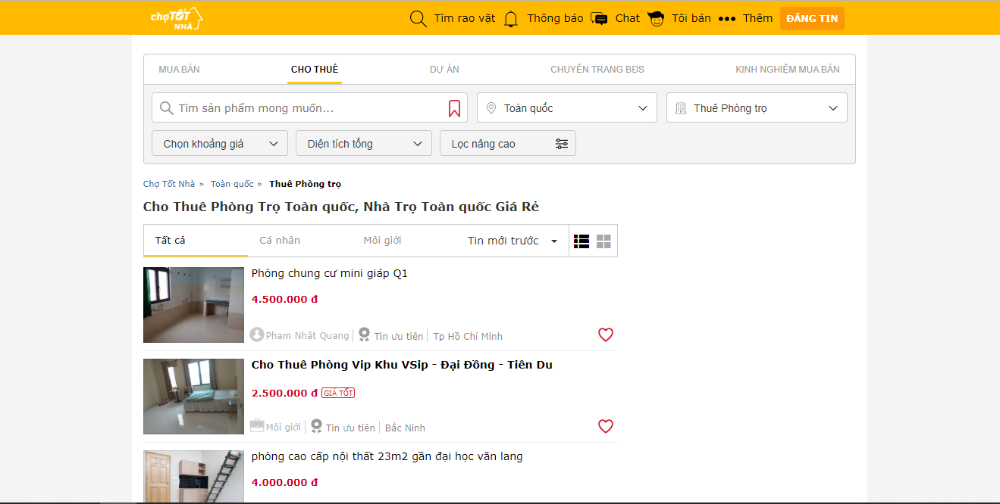 chợTỐT
NHÀ
Tìm rao vặt Thông báo Chat Tôi bán Thêm ĐĂNG TIN
MUA BÁN CHO THUÊ DỰ ÁN CHUYÊN TRANG BĐS KINH NGHIỆM MUA BÁN
Tìm sản phẩm mong muốn... Toàn quốc Thuê Phòng trọ
Chọn khoảng giá Diện tích tổng Lọc nâng cao
Chợ Tốt Nhà » Toàn quốc » Thuê Phòng trọ
Cho Thuê Phòng Trọ Toàn quốc, Nhà Trọ Toàn quốc Giá Rẻ
Tất cả Cá nhân Môi giới Tin mới trước
Phòng chung cư mini giáp Q1
4.500.000 đ
Phạm Nhật Quang Tin ưu tiên Tp Hồ Chí Minh
Cho Thuê Phòng Vip Khu VSip - Đại Đồng - Tiên Du
2.500.000 đ GIÁ TỐT
Môi giới Tin ưu tiên Bắc Ninh
phòng cao cấp nội thất 23m2 gần đại học văn lang
4.000.000 đ